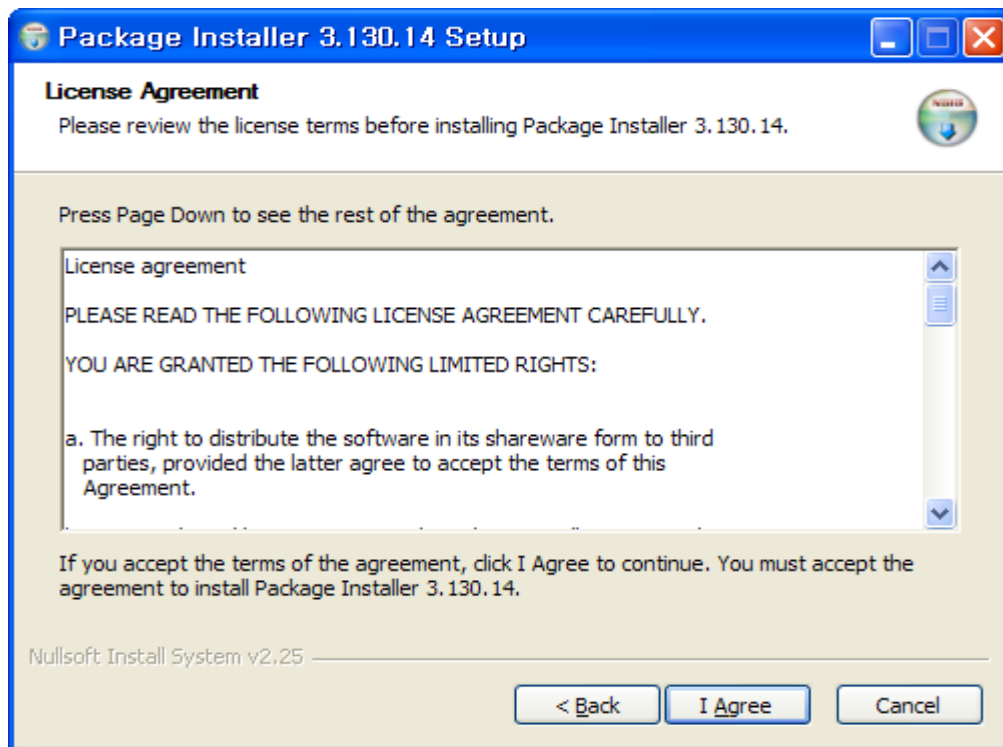 Package Installer 3.130.14 Setup
License Agreement
Please review the license terms before installing Package Installer 3.130.14.
Press Page Down to see the rest of the agreement.
License agreement
PLEASE READ THE FOLLOWING LICENSE AGREEMENT CAREFULLY.
YOU ARE GRANTED THE FOLLOWING LIMITED RIGHTS:
a. The right to distribute the software in its shareware form to third
parties, provided the latter agree to accept the terms of this
Agreement.
If you accept the terms of the agreement, click I Agree to continue. You must accept the
agreement to install Package Installer 3.130.14.
Nullsoft Install System v2.25
< Back
I Agree
Cancel